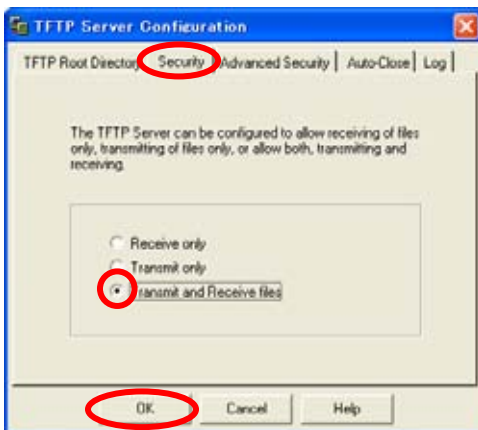 TFTP Server Configuration
TFTP Root Directory Security Advanced Security Auto-Close Log
The TFTP Server can be configured to allow receiving of files
only, transmitting of files only, or allow both, transmitting and
receiving.
Receive only
Transmit only
Transmit and Receive files
OK Cancel Help